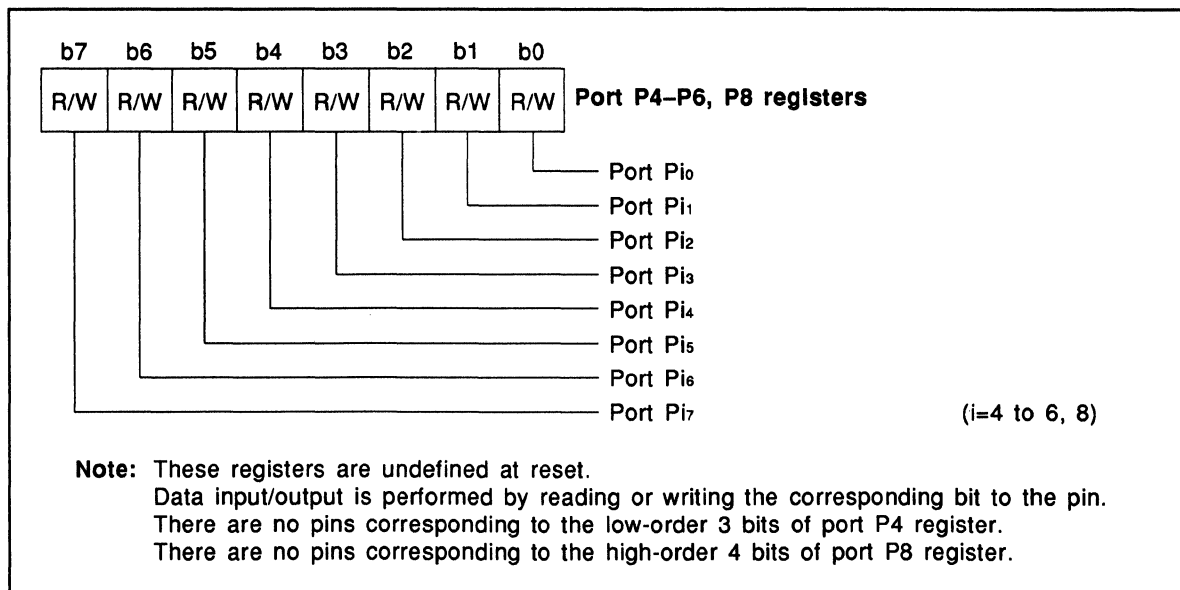 b7 b6 b5 b4 b3 b2 b1 b0
R/W R/W R/W R/W R/W R/W R/W R/W Port P4–P6, P8 registers
Port Pi₀
Port Pi₁
Port Pi₂
Port Pi₃
Port Pi₄
Port Pi₅
Port Pi₆
Port Pi₇ (i=4 to 6, 8)
Note: These registers are undefined at reset.
Data input/output is performed by reading or writing the corresponding bit to the pin.
There are no pins corresponding to the low-order 3 bits of port P4 register.
There are no pins corresponding to the high-order 4 bits of port P8 register.